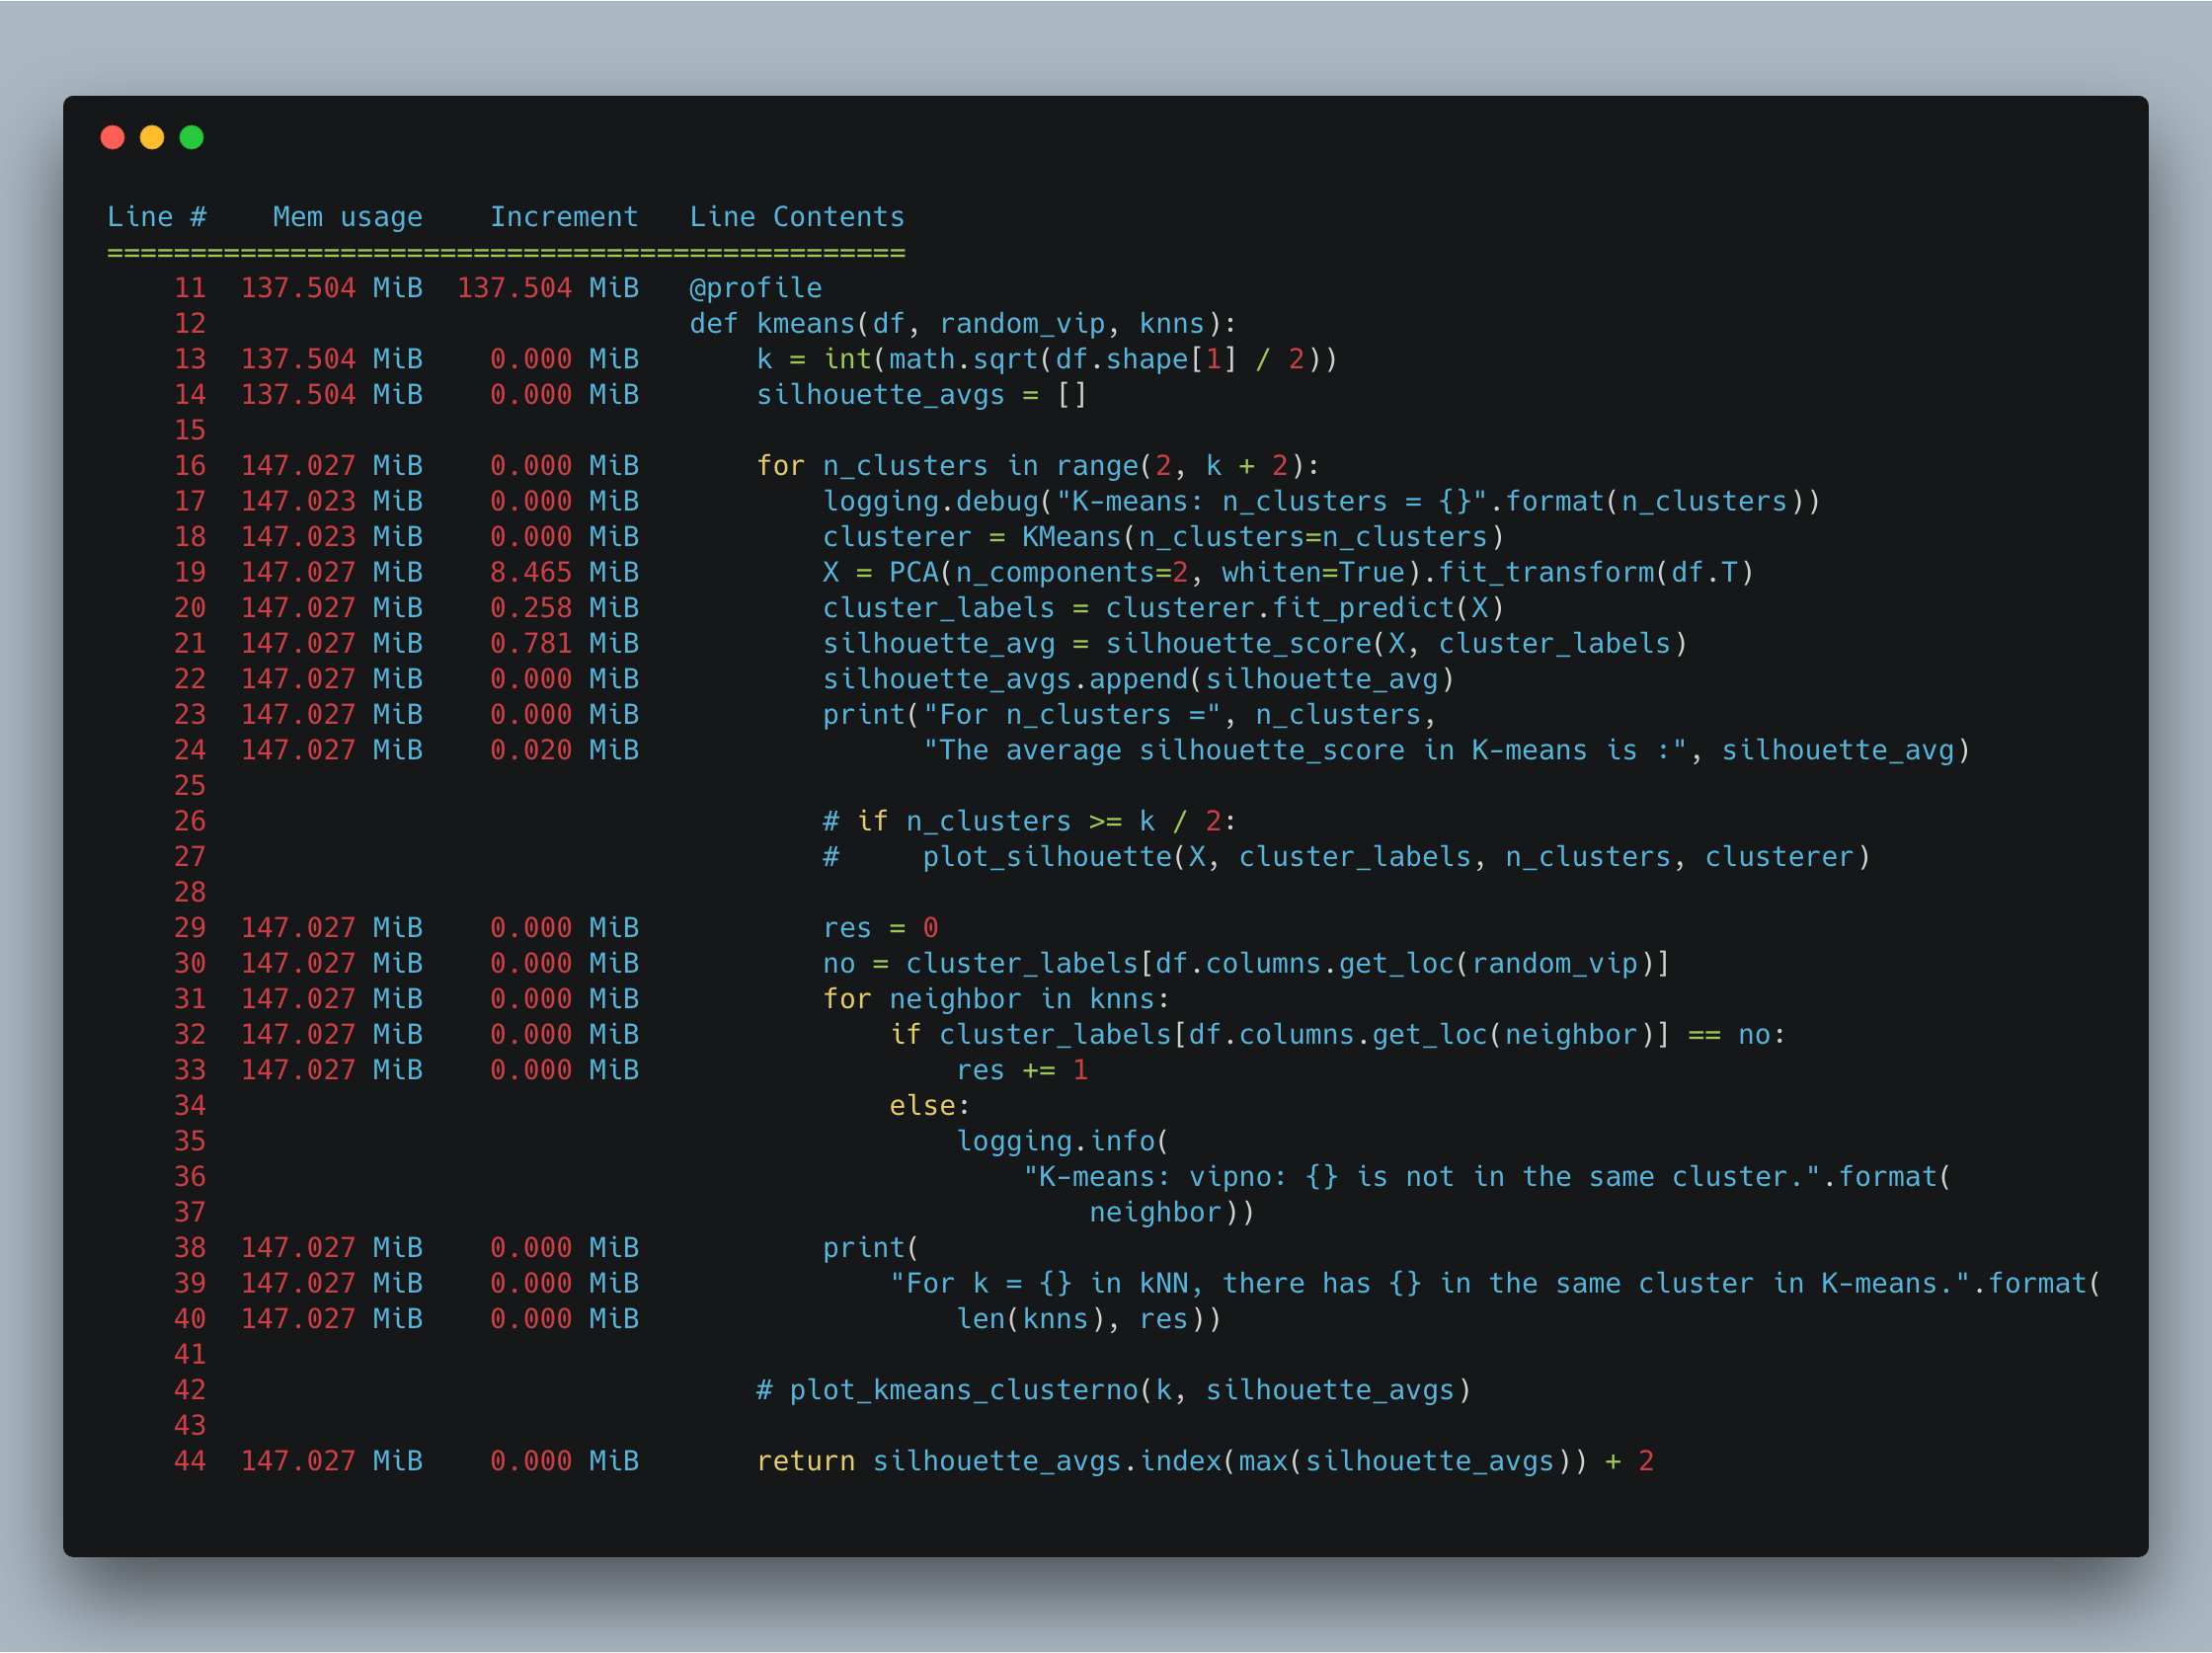 Line #    Mem usage    Increment   Line Contents
================================================
    11  137.504 MiB  137.504 MiB   @profile
    12                             def kmeans(df, random_vip, knns):
    13  137.504 MiB    0.000 MiB       k = int(math.sqrt(df.shape[1] / 2))
    14  137.504 MiB    0.000 MiB       silhouette_avgs = []
    15
    16  147.027 MiB    0.000 MiB       for n_clusters in range(2, k + 2):
    17  147.023 MiB    0.000 MiB           logging.debug("K-means: n_clusters = {}".format(n_clusters))
    18  147.023 MiB    0.000 MiB           clusterer = KMeans(n_clusters=n_clusters)
    19  147.027 MiB    8.465 MiB           X = PCA(n_components=2, whiten=True).fit_transform(df.T)
    20  147.027 MiB    0.258 MiB           cluster_labels = clusterer.fit_predict(X)
    21  147.027 MiB    0.781 MiB           silhouette_avg = silhouette_score(X, cluster_labels)
    22  147.027 MiB    0.000 MiB           silhouette_avgs.append(silhouette_avg)
    23  147.027 MiB    0.000 MiB           print("For n_clusters =", n_clusters,
    24  147.027 MiB    0.020 MiB                 "The average silhouette_score in K-means is :", silhouette_avg)
    25
    26                                     # if n_clusters >= k / 2:
    27                                     #     plot_silhouette(X, cluster_labels, n_clusters, clusterer)
    28
    29  147.027 MiB    0.000 MiB           res = 0
    30  147.027 MiB    0.000 MiB           no = cluster_labels[df.columns.get_loc(random_vip)]
    31  147.027 MiB    0.000 MiB           for neighbor in knns:
    32  147.027 MiB    0.000 MiB               if cluster_labels[df.columns.get_loc(neighbor)] == no:
    33  147.027 MiB    0.000 MiB                   res += 1
    34                                         else:
    35                                             logging.info(
    36                                                 "K-means: vipno: {} is not in the same cluster.".format(
    37                                                     neighbor))
    38  147.027 MiB    0.000 MiB           print(
    39  147.027 MiB    0.000 MiB               "For k = {} in kNN, there has {} in the same cluster in K-means.".format(
    40  147.027 MiB    0.000 MiB                   len(knns), res))
    41
    42                                 # plot_kmeans_clusterno(k, silhouette_avgs)
    43
    44  147.027 MiB    0.000 MiB       return silhouette_avgs.index(max(silhouette_avgs)) + 2